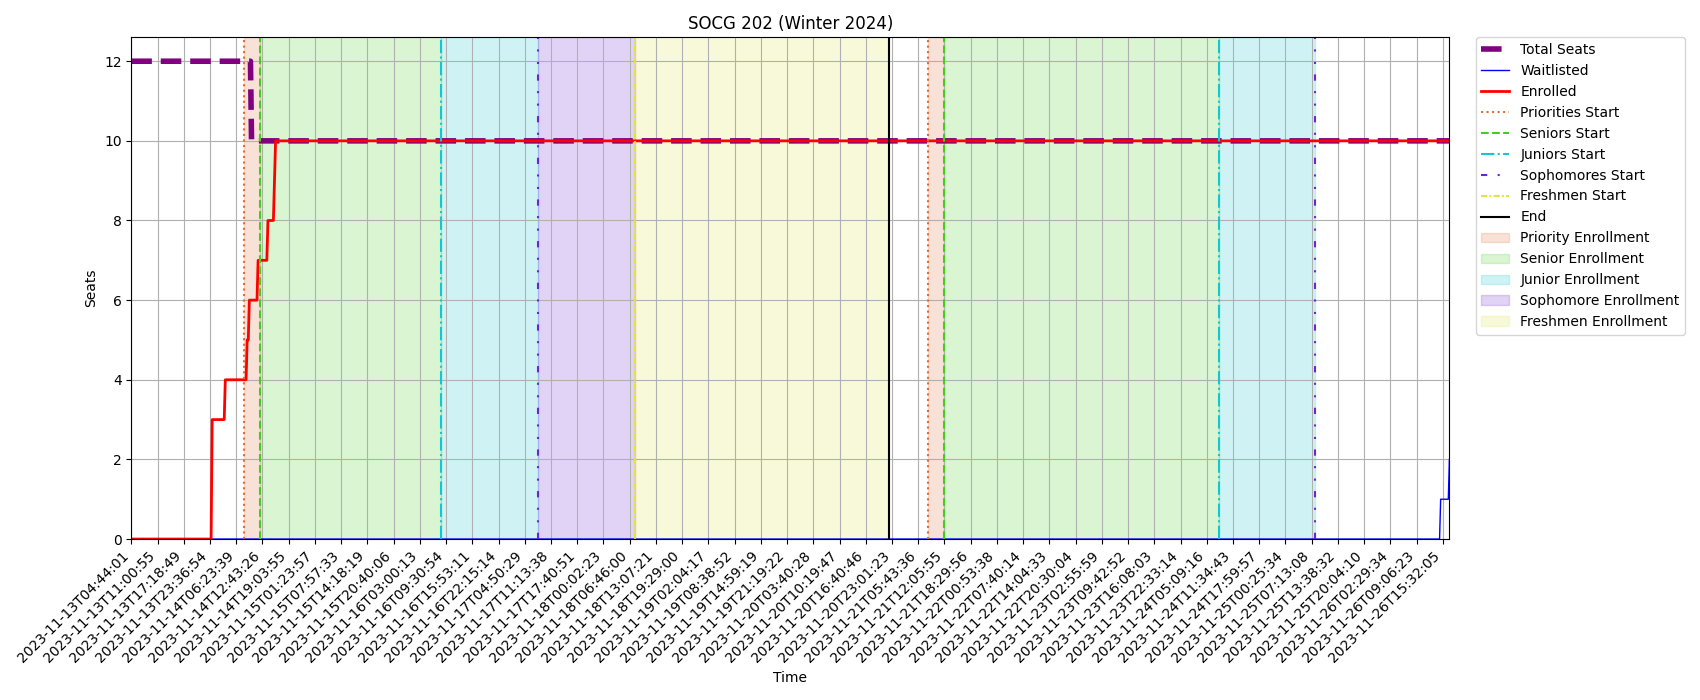 SOCG 202 (Winter 2024)
Seats
12
10
8
6
4
2
0
2023-11-13T04:44:01
2023-11-13T11:00:55
2023-11-13T17:18:49
2023-11-13T23:36:54
2023-11-14T06:23:39
2023-11-14T12:43:26
2023-11-14T19:03:55
2023-11-15T01:23:57
2023-11-15T07:57:33
2023-11-15T14:18:19
2023-11-15T20:40:06
2023-11-16T03:00:13
2023-11-16T09:30:54
2023-11-16T15:53:11
2023-11-16T22:15:14
2023-11-17T04:50:29
2023-11-17T11:13:38
2023-11-17T17:40:51
2023-11-18T00:02:23
2023-11-18T06:46:00
2023-11-18T13:07:21
2023-11-18T19:29:00
2023-11-19T02:04:17
2023-11-19T08:38:52
2023-11-19T14:59:19
2023-11-19T21:19:22
2023-11-20T03:40:28
2023-11-20T10:19:47
2023-11-20T16:40:46
2023-11-20T23:01:23
2023-11-21T05:43:36
2023-11-21T12:05:55
2023-11-21T18:29:56
2023-11-22T00:53:38
2023-11-22T07:40:14
2023-11-22T14:04:33
2023-11-22T20:30:04
2023-11-23T02:55:59
2023-11-23T09:42:52
2023-11-23T16:08:03
2023-11-23T22:33:14
2023-11-24T05:09:16
2023-11-24T11:34:43
2023-11-24T17:59:57
2023-11-25T00:25:34
2023-11-25T07:13:08
2023-11-25T13:38:32
2023-11-25T20:04:10
2023-11-26T02:29:34
2023-11-26T09:06:23
2023-11-26T15:32:05
Time
Total Seats
Waitlisted
Enrolled
Priorities Start
Seniors Start
Juniors Start
Sophomores Start
Freshmen Start
End
Priority Enrollment
Senior Enrollment
Junior Enrollment
Sophomore Enrollment
Freshmen Enrollment